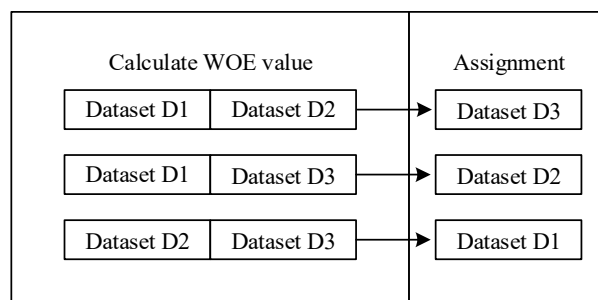 Calculate WOE value Assignment
Dataset D1 Dataset D2 Dataset D3
Dataset D1 Dataset D3 Dataset D2
Dataset D2 Dataset D3 Dataset D1